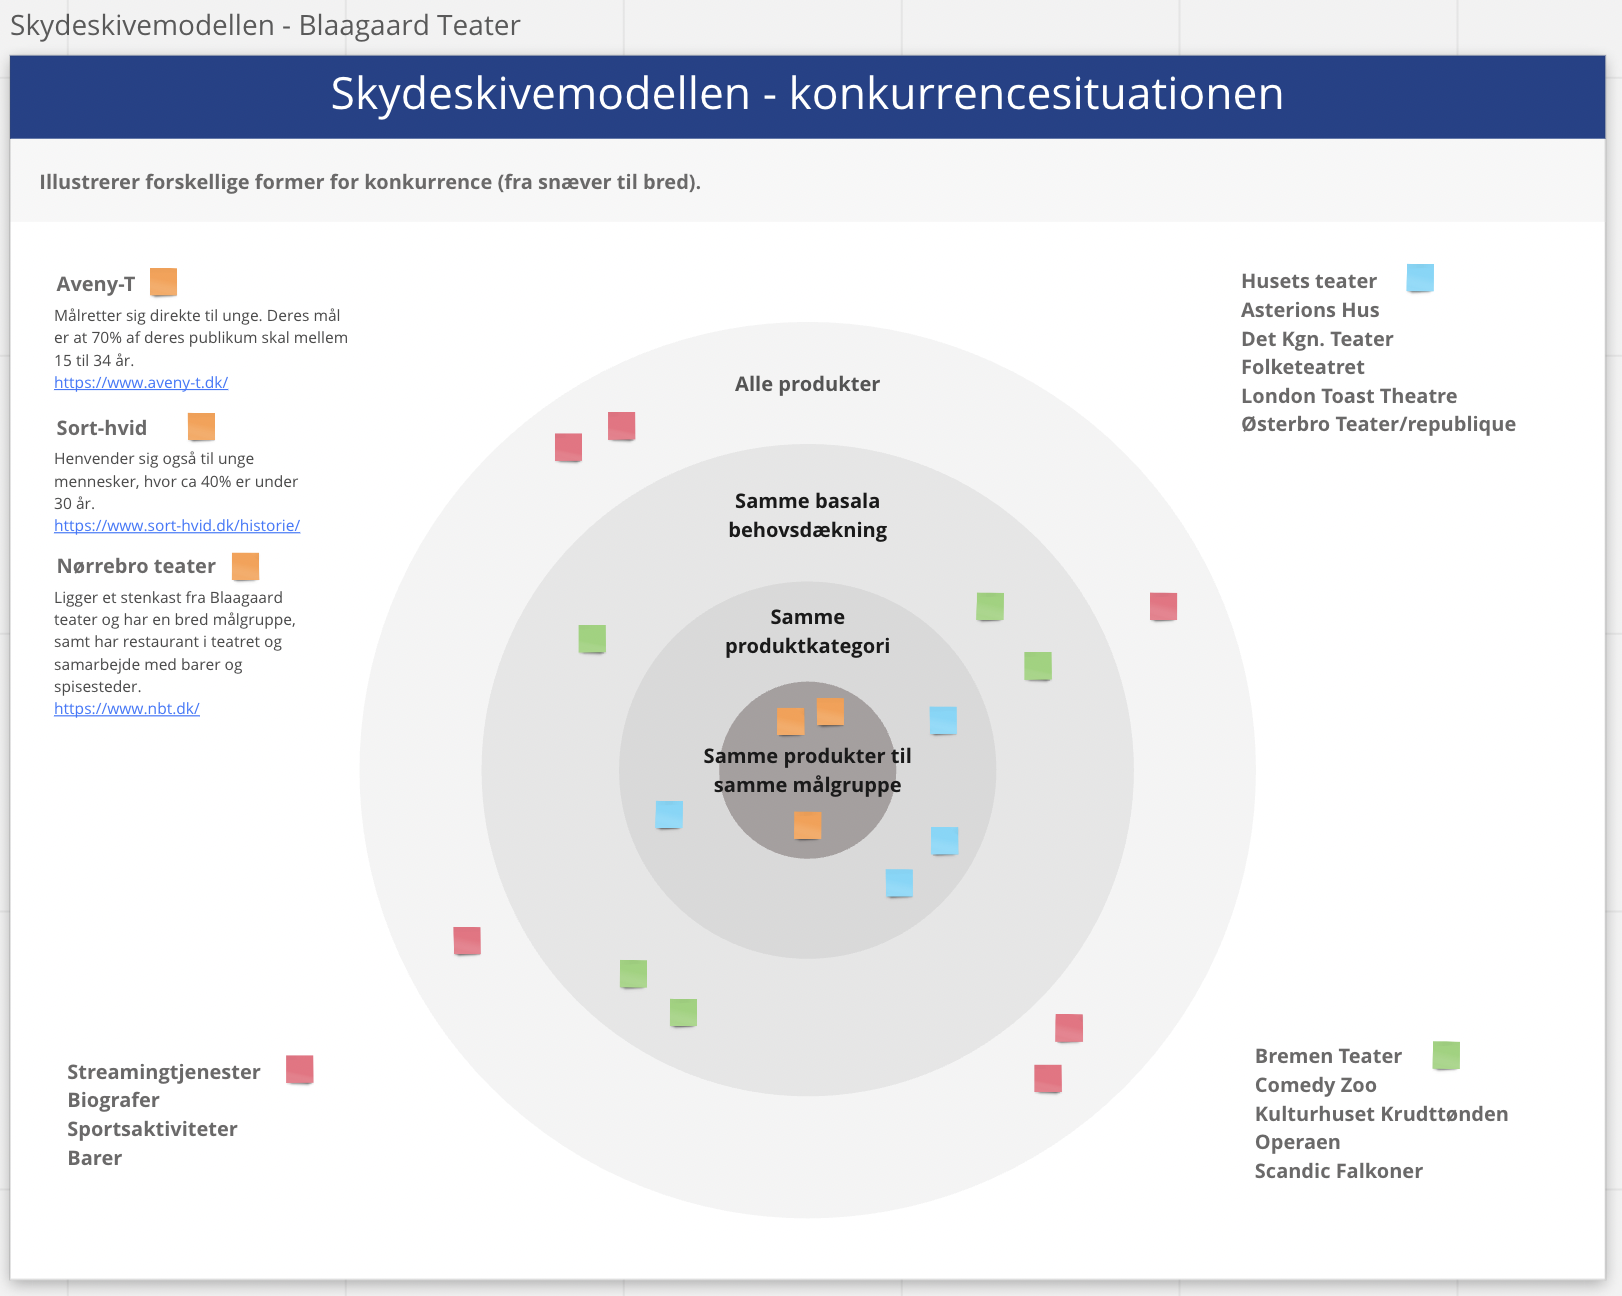 Skydeskivemodellen - Blaagaard Teater
Skydeskivemodellen - konkurrencesituationen
Illustrerer forskellige former for konkurrence (fra snæver til bred).
Aveny-T
Målretter sig direkte til unge. Deres mål
er at 70% af deres publikum skal mellem
15 til 34 år.
https://www.aveny-t.dk/
Sort-hvid
Henvender sig også til unge
mennesker, hvor ca 40% er under
30 år.
https://www.sort-hvid.dk/historie/
Nørrebro teater
Ligger et stenkast fra Blaagaard
teater og har en bred målgruppe,
samt har restaurant i teatret og
samarbejde med barer og
spisesteder.
https://www.nbt.dk/
Husets teater
Asterions Hus
Det Kgn. Teater
Folketeatret
London Toast Theatre
Østerbro Teater/republique
Alle produkter
Samme basala
behovsdækning
Samme
produktkategori
Samme produkter til
samme målgruppe
Streamingtjenester
Biografer
Sportsaktiviteter
Barer
Bremen Teater
Comedy Zoo
Kulturhuset Krudttønden
Operaen
Scandic Falkoner